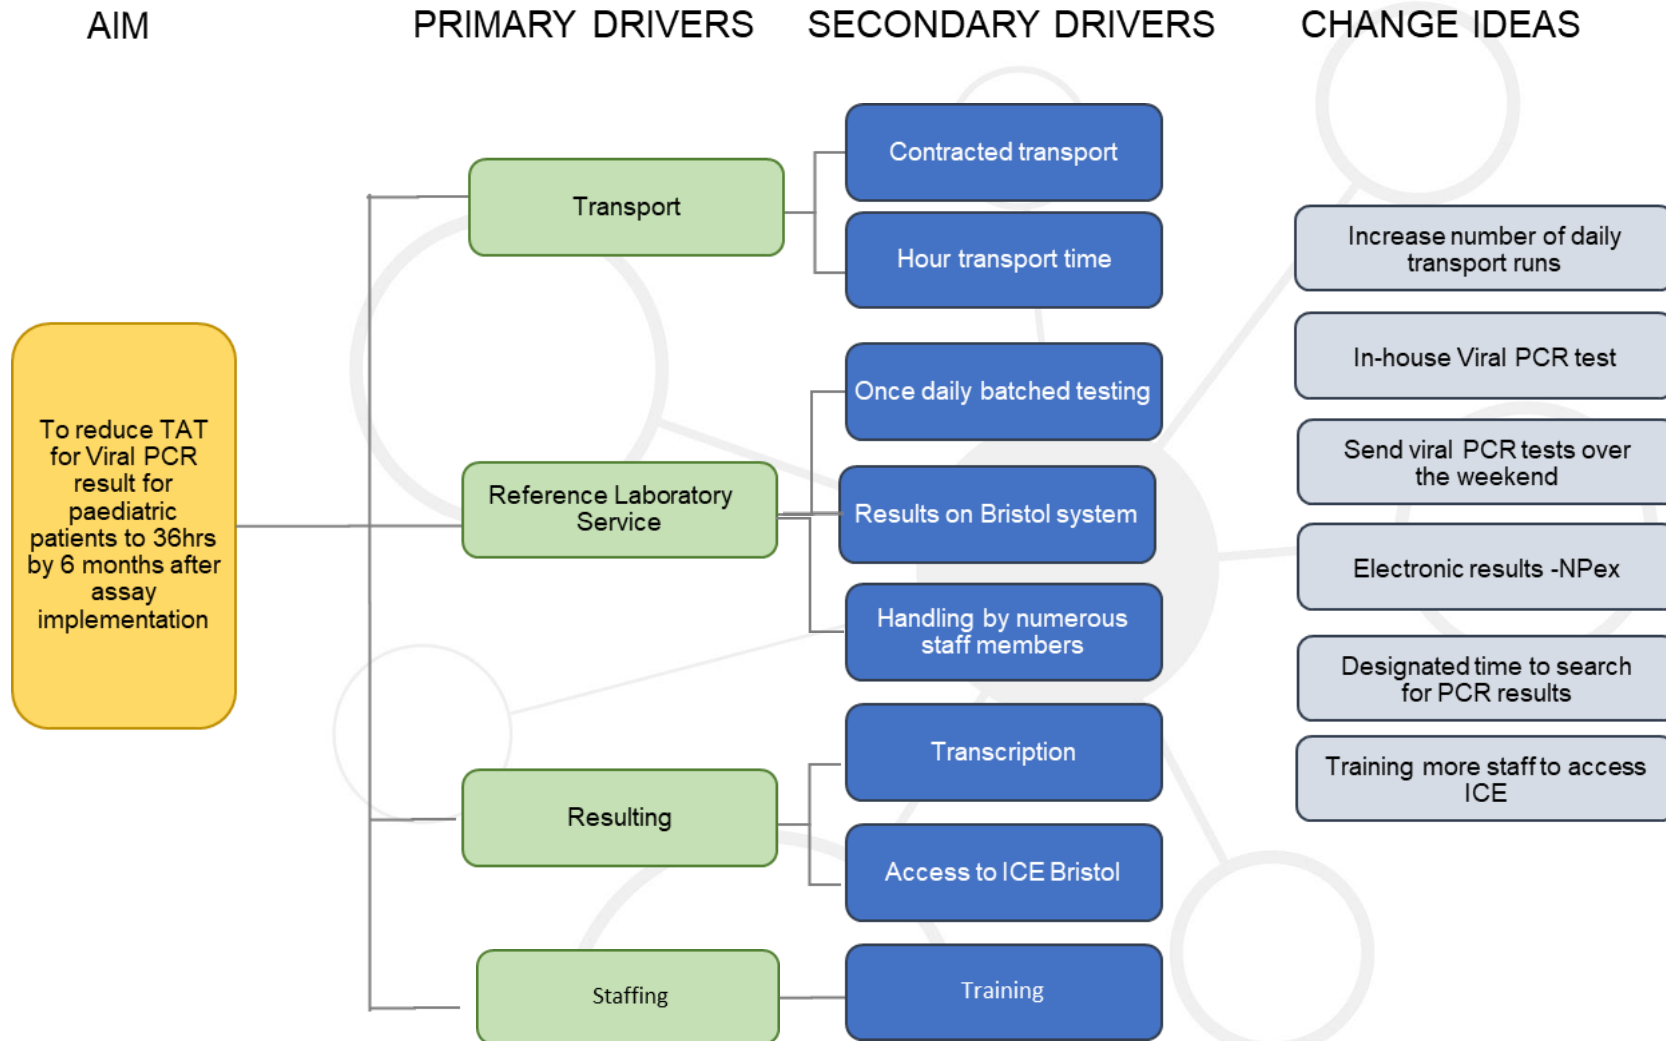 AIM
PRIMARY DRIVERS
SECONDARY DRIVERS
CHANGE IDEAS
To reduce TAT
for Viral PCR
result for
paediatric
patients to 36hrs
by 6 months after
assay
implementation
Transport
Reference Laboratory
Service
Resulting
Staffing
Contracted transport
Hour transport time
Once daily batched testing
Results on Bristol system
Handling by numerous
staff members
Transcription
Access to ICE Bristol
Training
Increase number of daily
transport runs
In-house Viral PCR test
Send viral PCR tests over
the weekend
Electronic results -NPex
Designated time to search
for PCR results
Training more staff to access
ICE